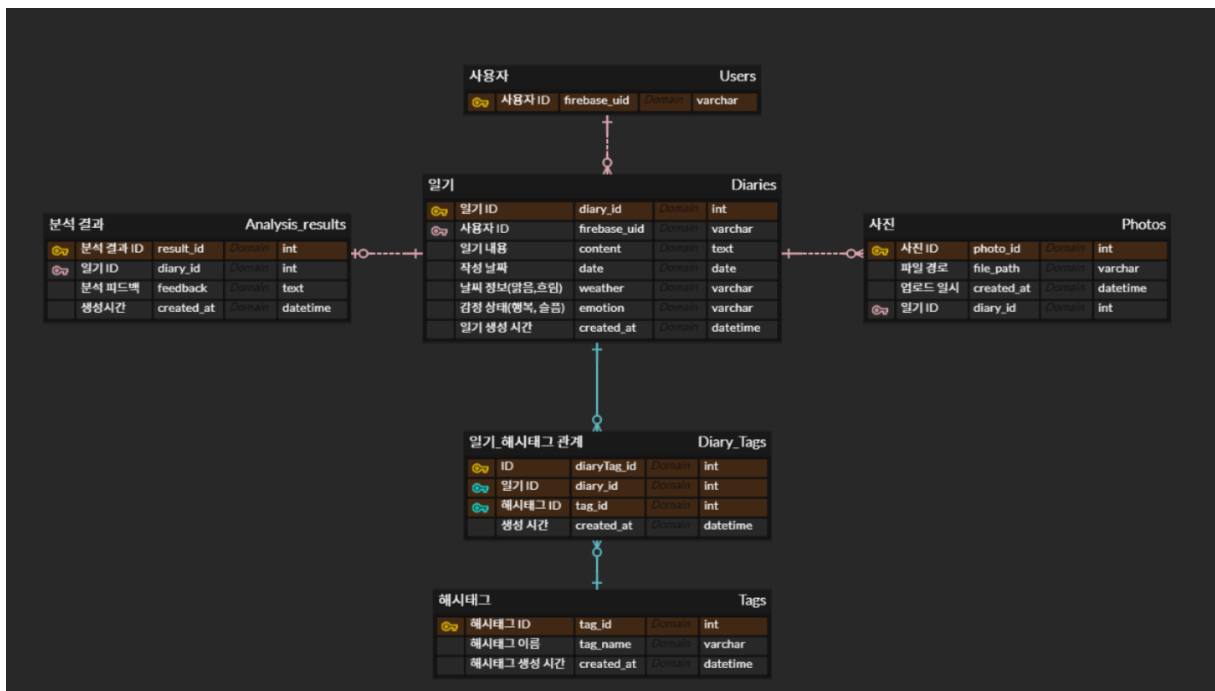 사용자 Users
사용자 ID firebase_uid Domain varchar
일기 Diaries
일기 ID diary_id Domain int
사용자 ID firebase_uid Domain varchar
일기 내용 content Domain text
작성 날짜 date Domain date
날씨 정보(맑음,흐림) weather Domain varchar
감정 상태(행복, 슬픔) emotion Domain varchar
일기 생성 시간 created_at Domain datetime
분석 결과 Analysis_results
분석 결과 ID result_id Domain int
일기 ID diary_id Domain int
분석 피드백 feedback Domain text
생성시간 created_at Domain datetime
사진 Photos
사진 ID photo_id Domain int
파일 경로 file_path Domain varchar
업로드 일시 created_at Domain datetime
일기 ID diary_id Domain int
일기_해시태그 관계 Diary_Tags
ID diaryTag_id Domain int
일기 ID diary_id Domain int
해시태그 ID tag_id Domain int
생성 시간 created_at Domain datetime
해시태그 Tags
해시태그 ID tag_id Domain int
해시태그 이름 tag_name Domain varchar
해시태그 생성 시간 created_at Domain datetime